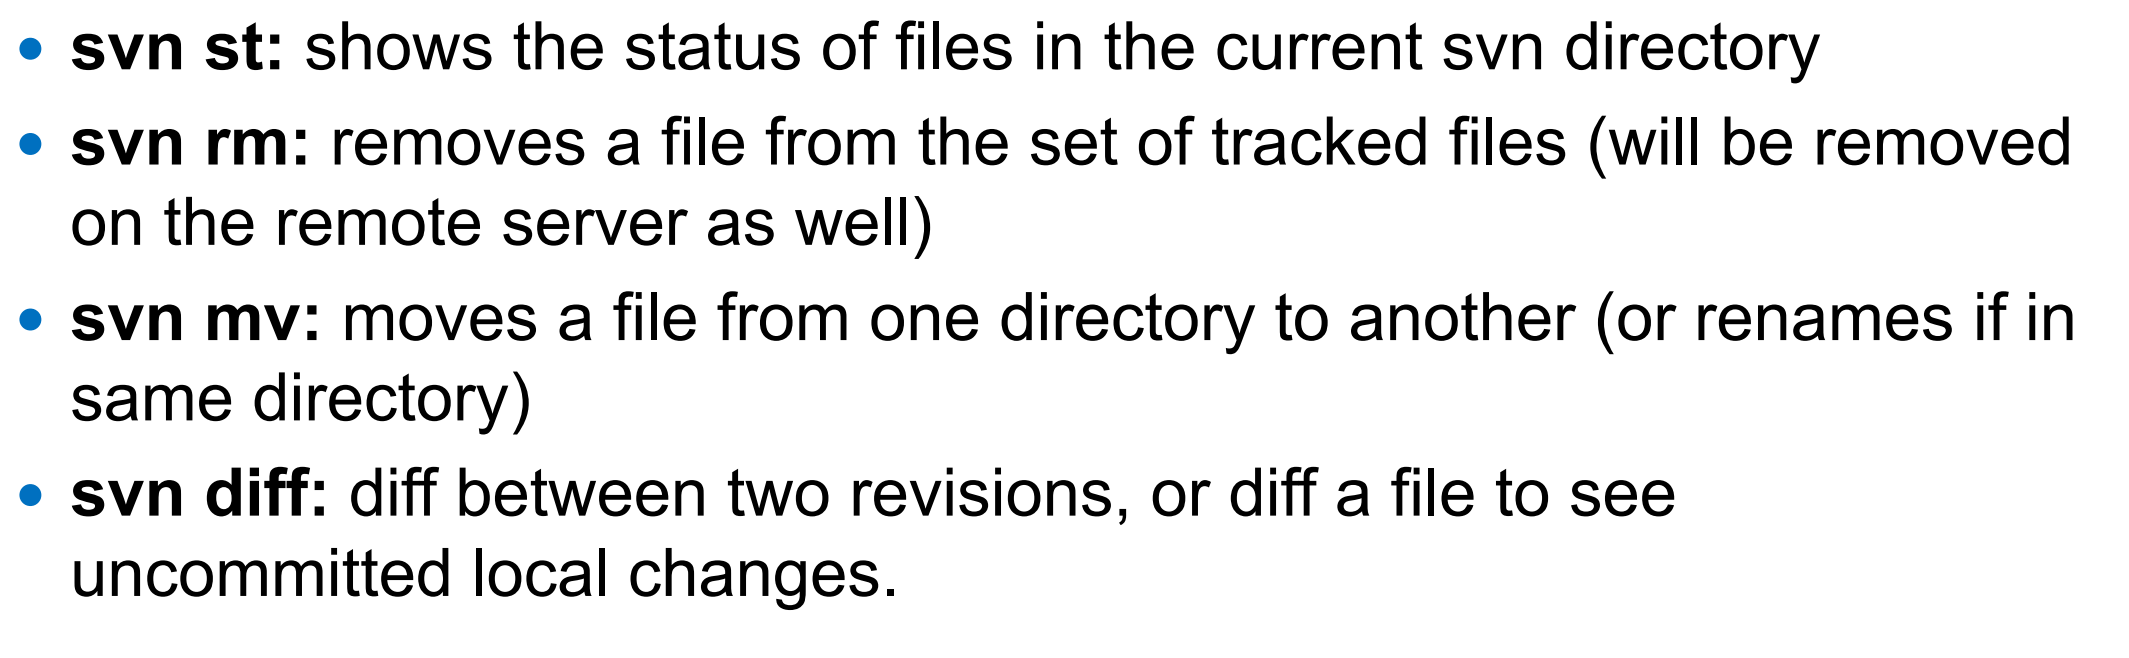 • svn st: shows the status of files in the current svn directory
• svn rm: removes a file from the set of tracked files (will be removed
on the remote server as well)
• svn mv: moves a file from one directory to another (or renames if in
same directory)
• svn diff: diff between two revisions, or diff a file to see
uncommitted local changes.